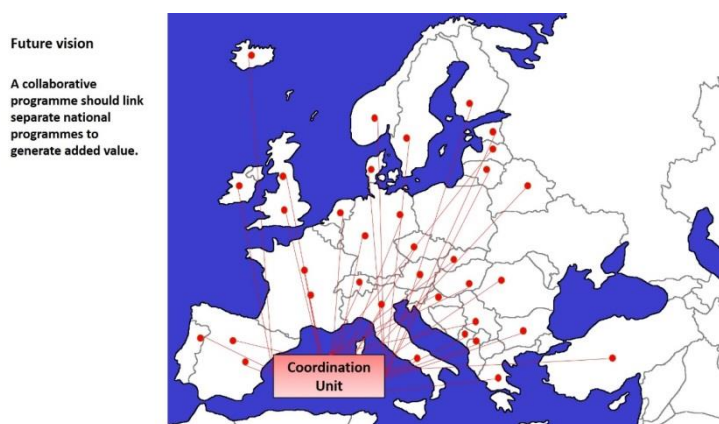 Future vision
A collaborative
programme should link
separate national
programmes to
generate added value.
Coordination
Unit